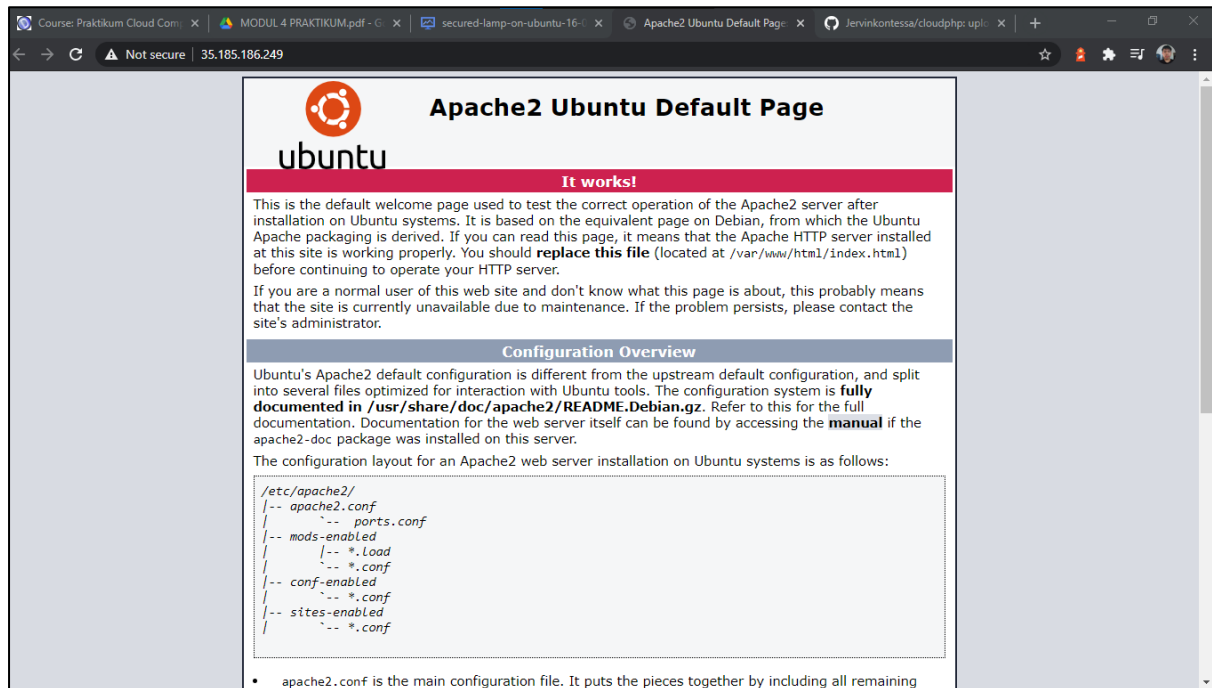 Course: Praktikum Cloud Com
MODUL 4 PRAKTIKUM.pdf - G
secured-lamp-on-ubuntu-16-0
Apache2 Ubuntu Default Page
Jervinkontessa/cloudphp: uplo
Not secure
35.185.186.249
Apache2 Ubuntu Default Page
ubuntu
It works!
This is the default welcome page used to test the correct operation of the Apache2 server after
installation on Ubuntu systems. It is based on the equivalent page on Debian, from which the Ubuntu
Apache packaging is derived. If you can read this page, it means that the Apache HTTP server installed
at this site is working properly. You should replace this file (located at /var/www/html/index.html)
before continuing to operate your HTTP server.
If you are a normal user of this web site and don't know what this page is about, this probably means
that the site is currently unavailable due to maintenance. If the problem persists, please contact the
site's administrator.
Configuration Overview
Ubuntu's Apache2 default configuration is different from the upstream default configuration, and split
into several files optimized for interaction with Ubuntu tools. The configuration system is fully
documented in /usr/share/doc/apache2/README.Debian.gz. Refer to this for the full
documentation. Documentation for the web server itself can be found by accessing the manual if the
apache2-doc package was installed on this server.
The configuration layout for an Apache2 web server installation on Ubuntu systems is as follows:
/etc/apache2/
|-- apache2.conf
|       `--  ports.conf
|-- mods-enabled
|       |-- *.load
|       `-- *.conf
|-- conf-enabled
|       `-- *.conf
|-- sites-enabled
|       `-- *.conf
• apache2.conf is the main configuration file. It puts the pieces together by including all remaining